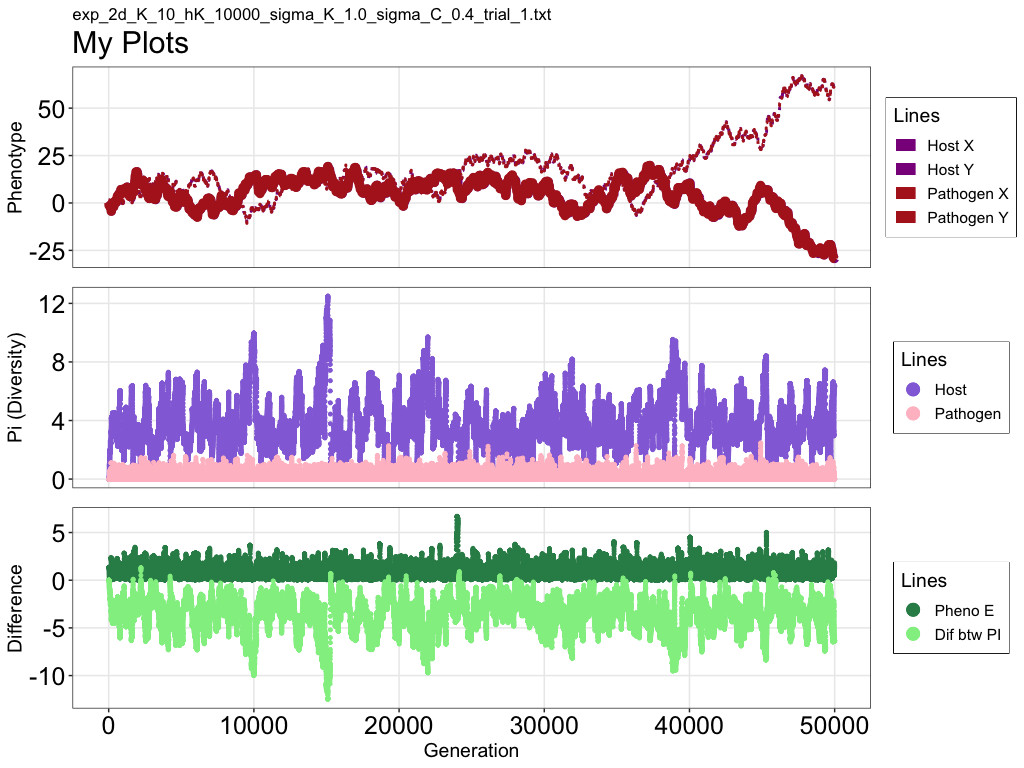 exp_2d_K_10_hK_10000_sigma_K_1.0_sigma_C_0.4_trial_1.txt
My Plots
Phenotype
50
25
0
-25
Lines
Host X
Host Y
Pathogen X
Pathogen Y
Pi (Diversity)
12
8
4
0
Lines
Host
Pathogen
Difference
5
0
-5
-10
Lines
Pheno E
Dif btw PI
0 10000 20000 30000 40000 50000
Generation